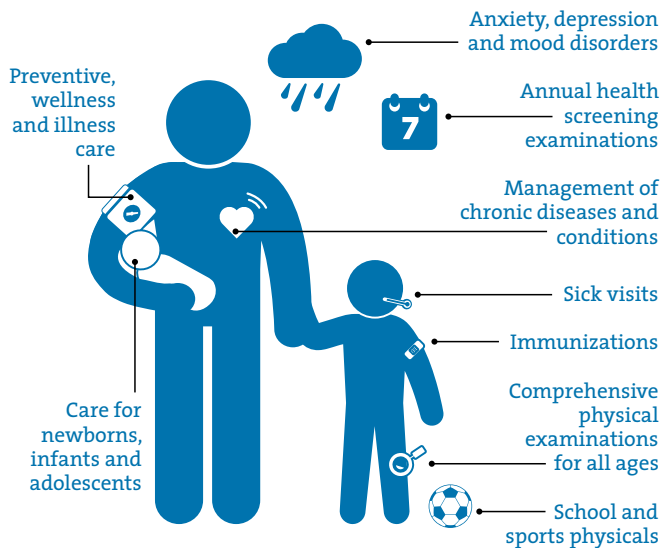 Anxiety, depression
and mood disorders
Preventive,
wellness
and illness
care
Annual health
screening
examinations
7
Management of
chronic diseases and
conditions
Sick visits
Immunizations
Comprehensive
physical
examinations
for all ages
Care for
newborns,
infants and
adolescents
School and
sports physicals